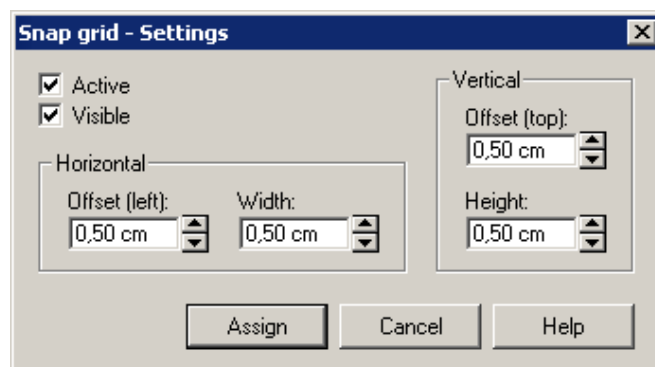 Snap grid - Settings
Active
Visible
Horizontal
Offset (left): Width:
0,50 cm 0,50 cm
Vertical
Offset (top):
0,50 cm
Height:
0,50 cm
Assign Cancel Help